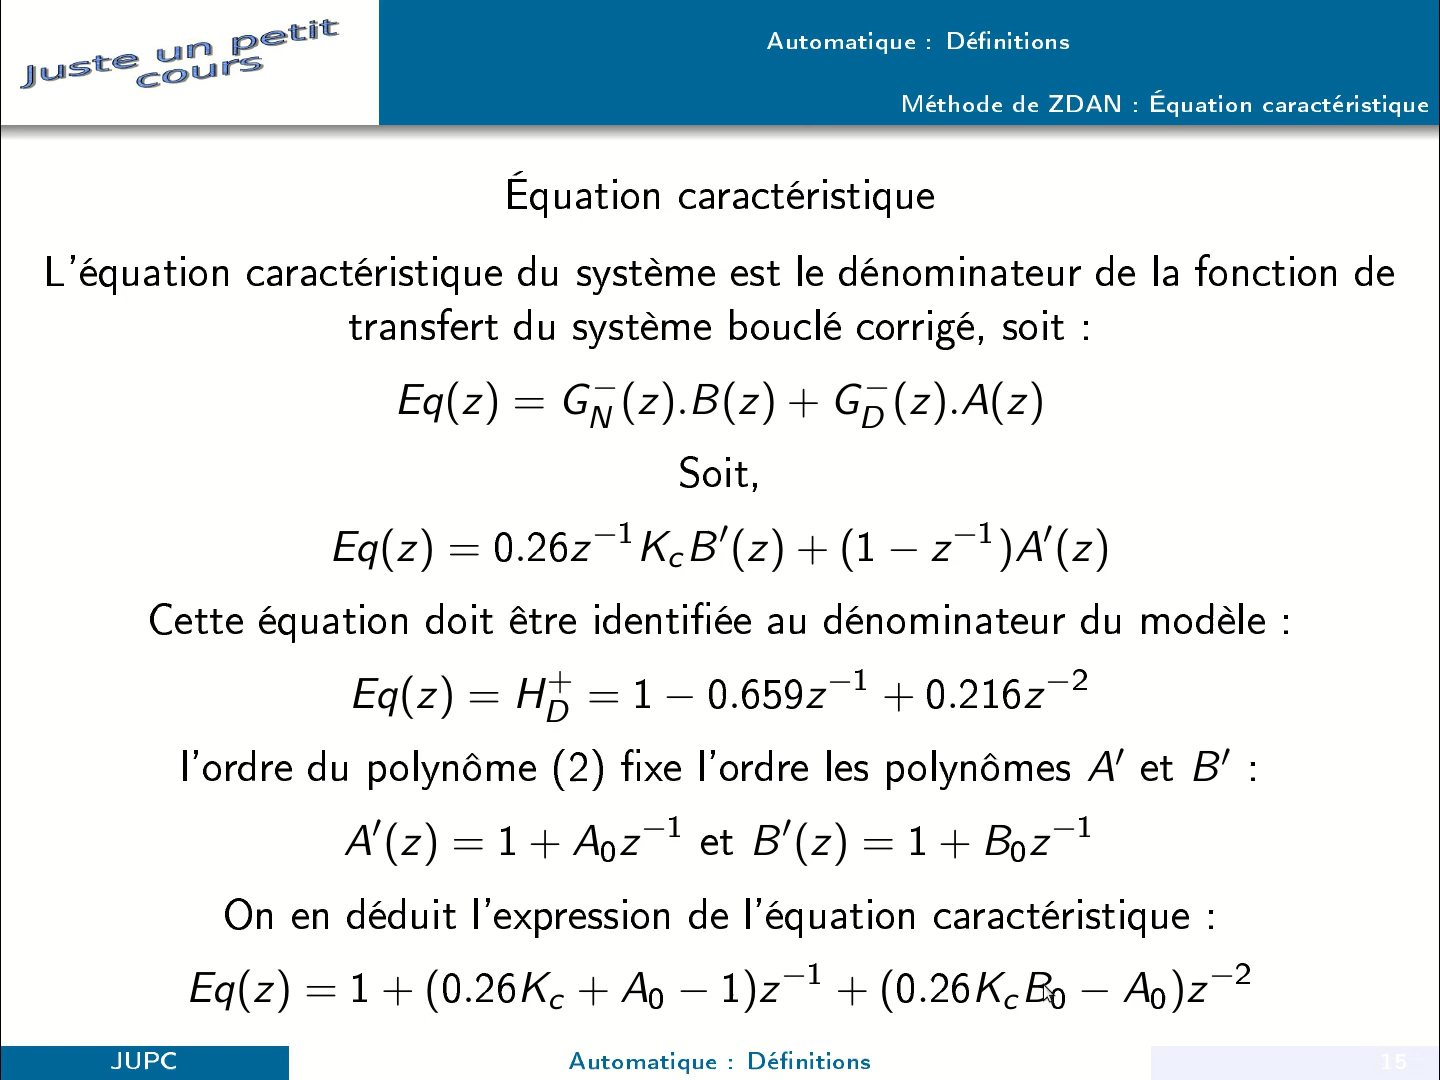 Juste un petit
cours
Automatique : Définitions
Méthode de ZDAN : Équation caractéristique
Équation caractéristique
L'équation caractéristique du système est le dénominateur de la fonction de
transfert du système bouclé corrigé, soit :
$Eq(z) = G_N^-(z).B(z) + G_D^-(z).A(z)$
Soit,
$Eq(z) = 0.26z^{-1}K_cB'(z) + (1 - z^{-1})A'(z)$
Cette équation doit être identifiée au dénominateur du modèle :
$Eq(z) = H_D^+ = 1 - 0.659z^{-1} + 0.216z^{-2}$
l'ordre du polynôme (2) fixe l'ordre les polynômes $A'$ et $B'$ :
$A'(z) = 1 + A_0z^{-1}$ et $B'(z) = 1 + B_0z^{-1}$
On en déduit l'expression de l'équation caractéristique :
$Eq(z) = 1 + (0.26K_c + A_0 - 1)z^{-1} + (0.26K_cB_0 - A_0)z^{-2}$
JUPC
Automatique : Définitions
15